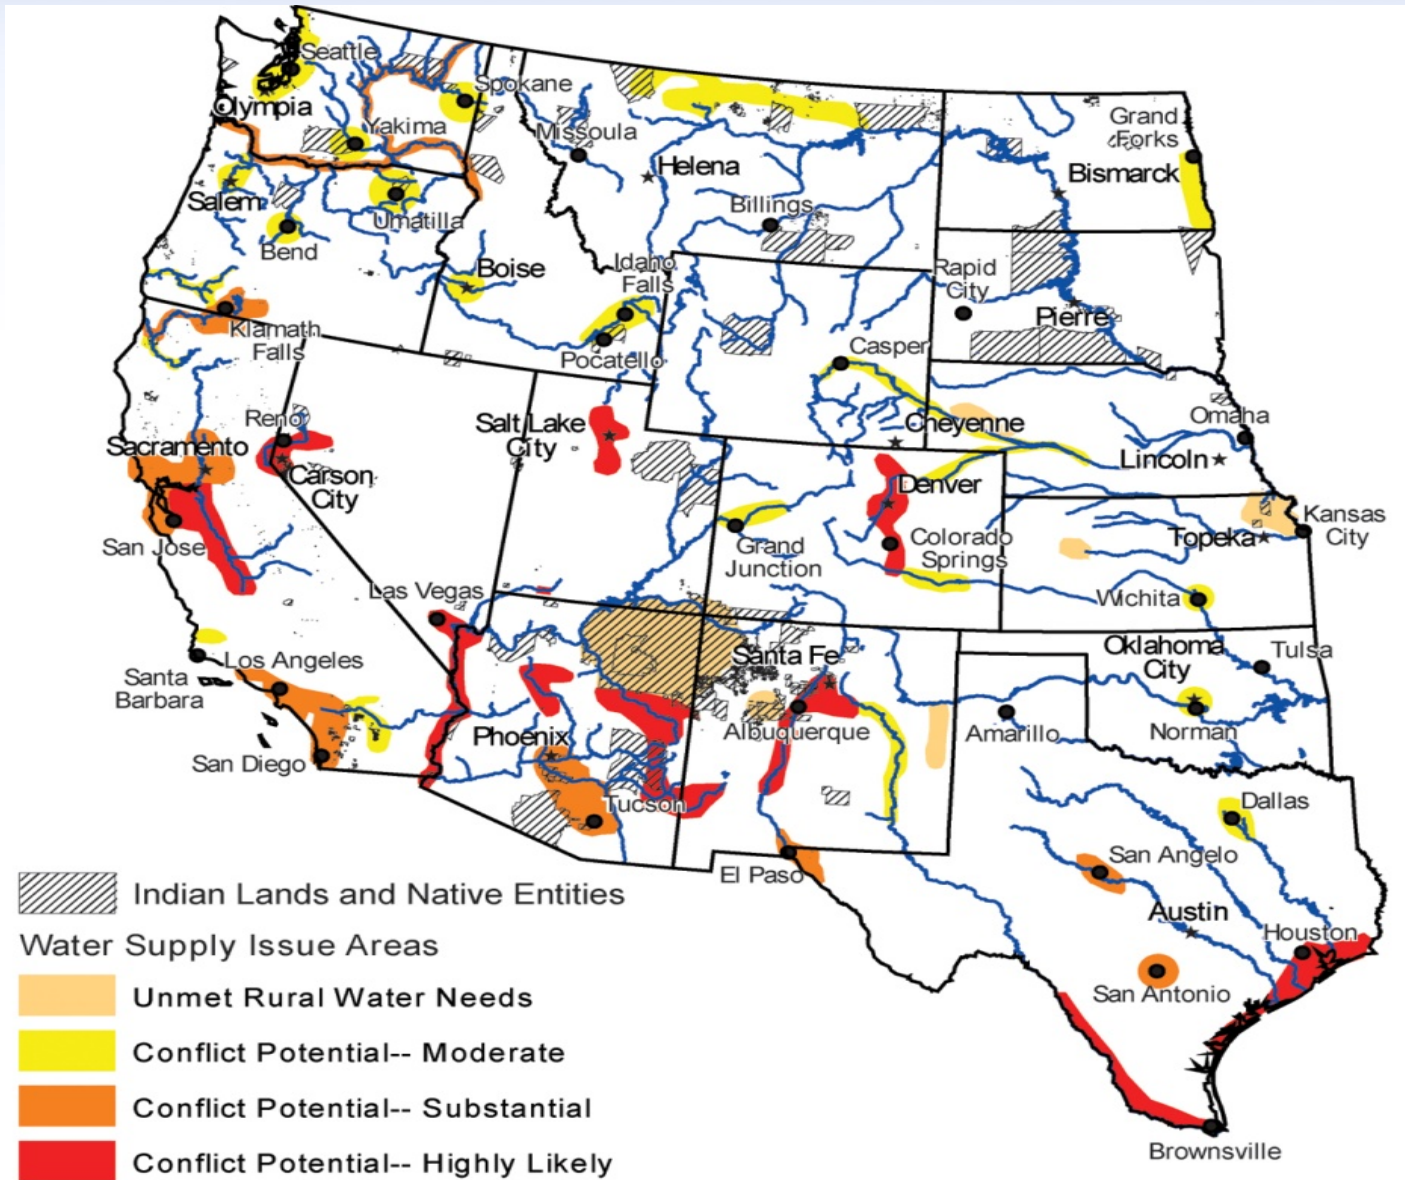 Seattle
Spokane
Olympia
Yakima
Missoula
Helena
Grand
Forks
Bismarck
Salem
Umatilla
Billings
Bend
Boise
Idaho
Falls
Rapid
City
Pierre
Klamath
Falls
Pocatello
Casper
Reno
Salt Lake
City
Cheyenne
Omaha
Sacramento
Lincoln
Carson
City
Denver
San Jose
Grand
Junction
Colorado
Springs
Topeka
Kansas
City
Las Vegas
Wichita
Santa
Barbara
Los Angeles
Santa Fe
Oklahoma
City
Tulsa
San Diego
Phoenix
Albuquerque
Amarillo
Norman
Tucson
Dallas
El Paso
San Angelo
Austin
Houston
San Antonio
Brownsville
Indian Lands and Native Entities
Water Supply Issue Areas
Unmet Rural Water Needs
Conflict Potential-- Moderate
Conflict Potential-- Substantial
Conflict Potential-- Highly Likely